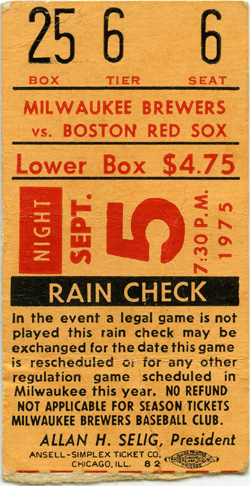 25 6 6
BOX TIER SEAT
MILWAUKEE BREWERS
vs. BOSTON RED SOX
Lower Box $4.75
NIGHT
SEPT.
5
7:30 P.M.
1975
RAIN CHECK
In the event a legal game is not
played this rain check may be
exchanged for the date this game
is rescheduled or for any other
regulation game scheduled in
Milwaukee this year. NO REFUND
NOT APPLICABLE FOR SEASON TICKETS
MILWAUKEE BREWERS BASEBALL CLUB.
ALLAN H. SELIG, President
ANSELL-SIMPLEX TICKET CO.
CHICAGO, ILL. 82